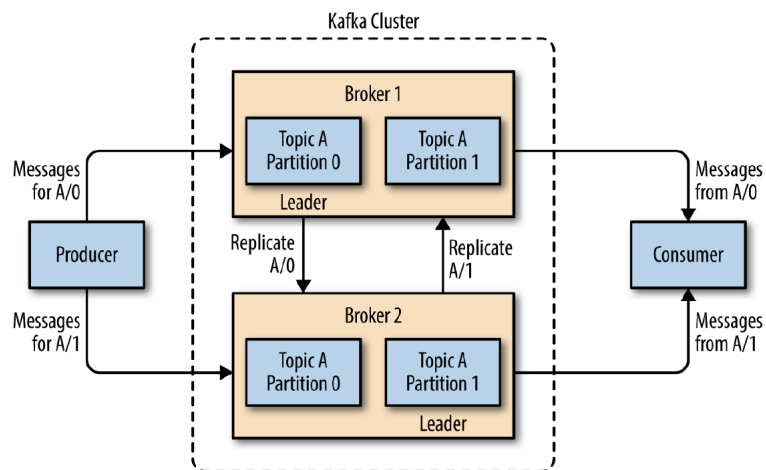 Kafka Cluster
Broker 1
Topic A
Partition 0
Topic A
Partition 1
Leader
Messages
for A/0
Messages
from A/0
Replicate
A/0
Replicate
A/1
Producer
Consumer
Messages
for A/1
Messages
from A/1
Broker 2
Topic A
Partition 0
Topic A
Partition 1
Leader